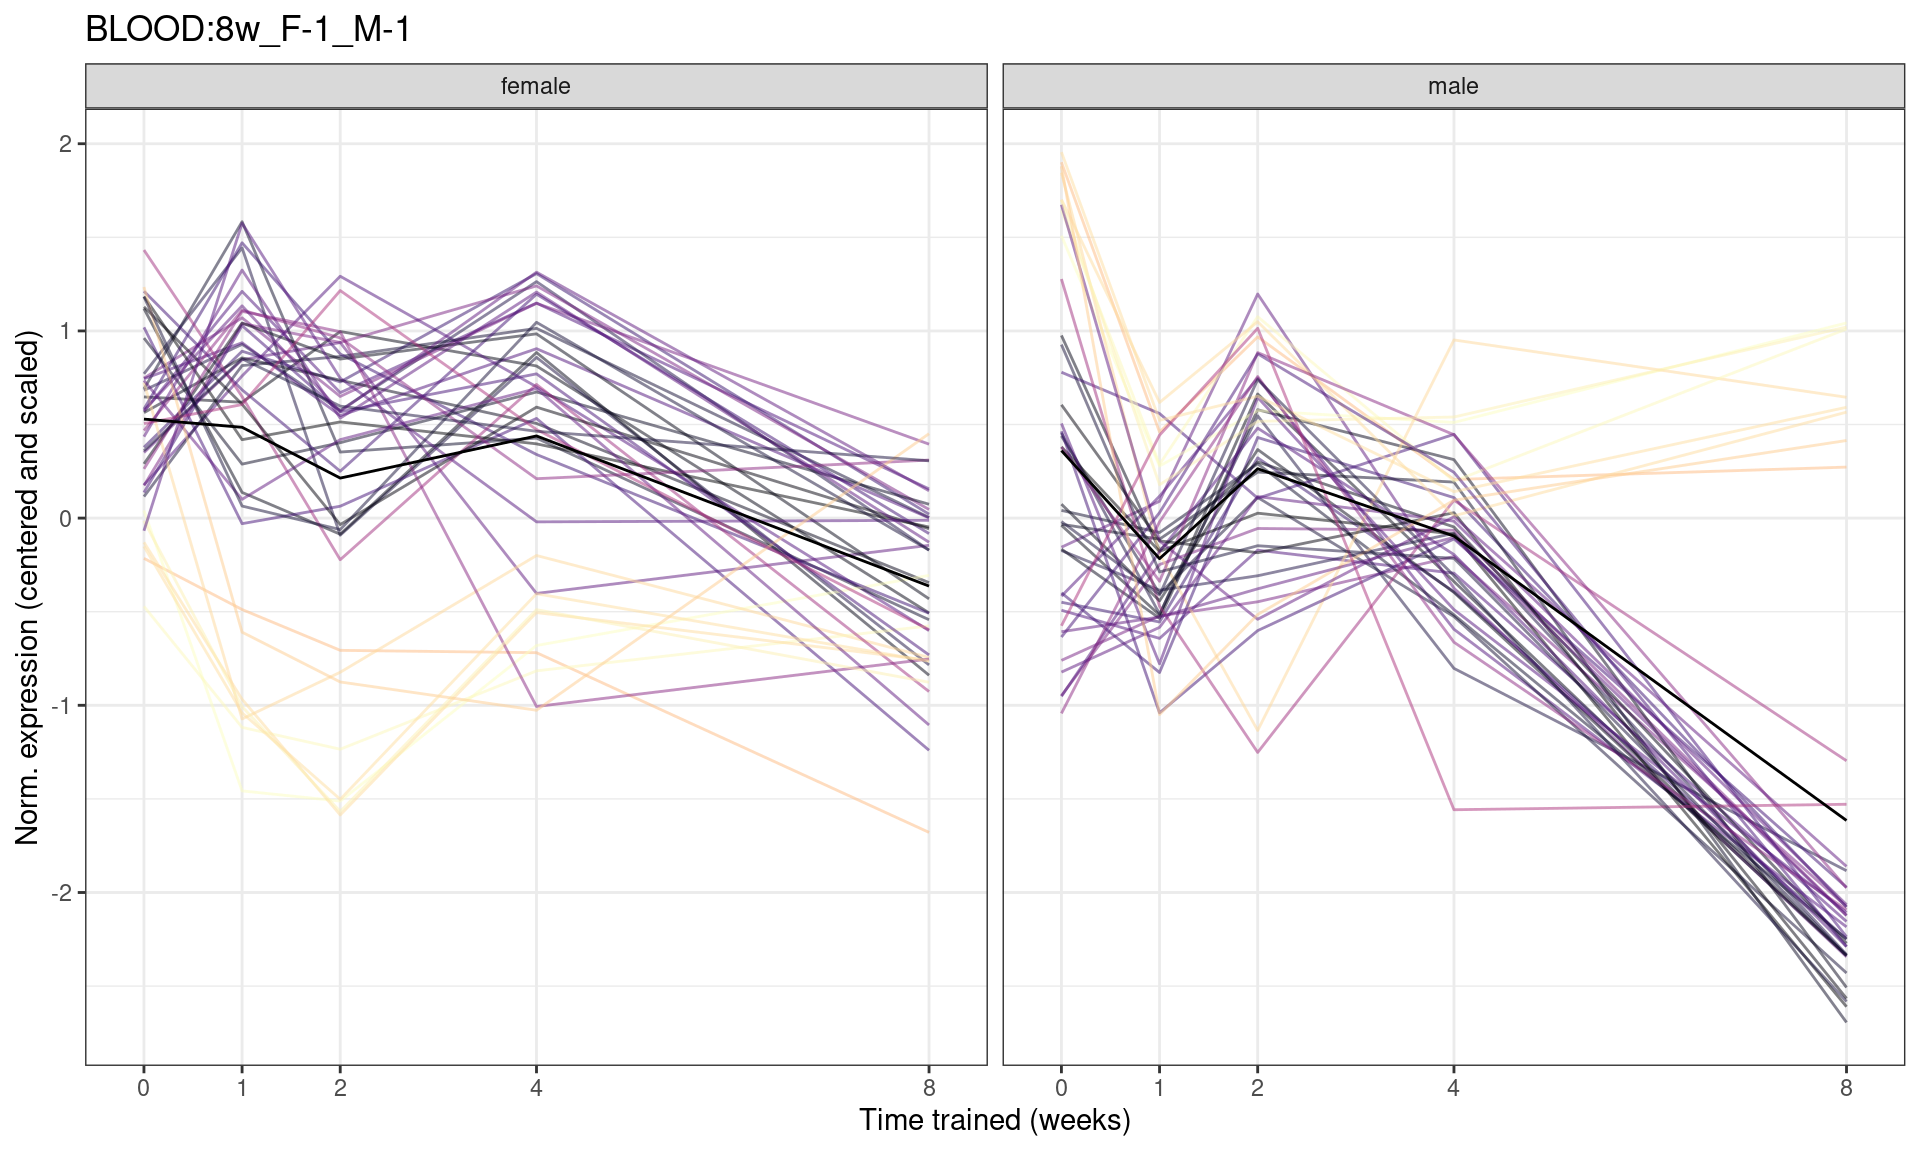 BLOOD:8w_F-1_M-1
female
male
Norm. expression (centered and scaled)
2
1
0
-1
-2
0 1 2 4 8
0 1 2 4 8
Time trained (weeks)